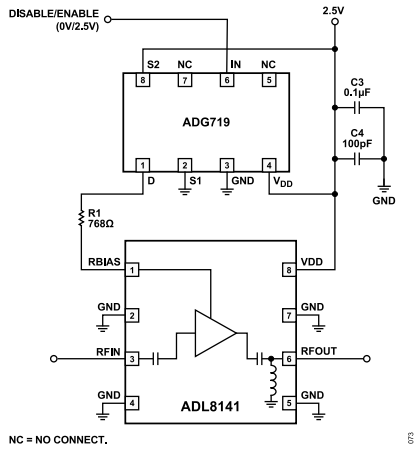 DISABLE/ENABLE
(0V/2.5V)
2.5V
S2 NC IN NC
8 7 6 5
C3
0.1µF
ADG719
C4
100pF
1 2 3 4
D S1 GND VDD
GND
R1
768Ω
RBIAS 1 8 VDD
GND 2 7 GND
RFIN 3 6 RFOUT
GND 4 5 GND
ADL8141
NC = NO CONNECT.
073